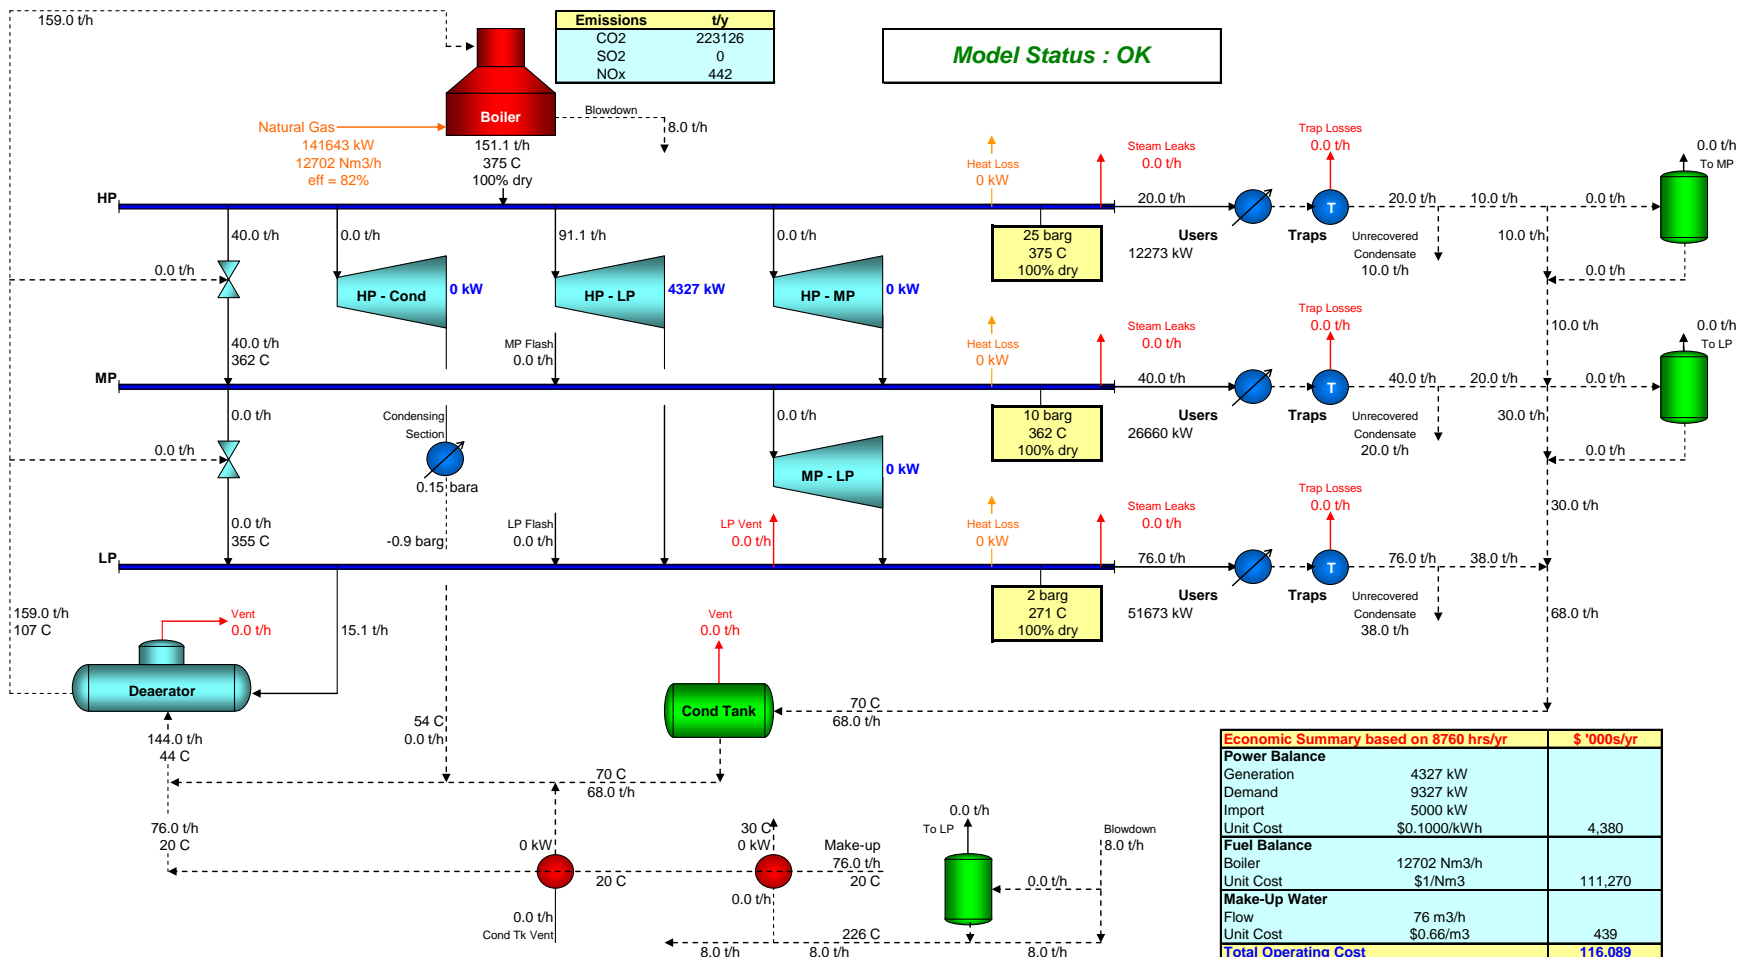 159.0 t/h
Emissions t/y
CO2 223126
SO2 0
NOx 442
Model Status : OK
Boiler
Blowdown
8.0 t/h
Natural Gas
141643 kW
12702 Nm3/h
eff = 82%
151.1 t/h
375 C
100% dry
Heat Loss
0 kW
Steam Leaks
0.0 t/h
Trap Losses
0.0 t/h
0.0 t/h
To MP
HP
20.0 t/h
T
20.0 t/h
10.0 t/h
0.0 t/h
40.0 t/h
0.0 t/h
91.1 t/h
0.0 t/h
25 barg
375 C
100% dry
Users
12273 kW
Traps
Unrecovered
Condensate
10.0 t/h
10.0 t/h
0.0 t/h
0.0 t/h
HP - Cond
0 kW
HP - LP
4327 kW
HP - MP
0 kW
40.0 t/h
362 C
MP Flash
0.0 t/h
Heat Loss
0 kW
Steam Leaks
0.0 t/h
Trap Losses
0.0 t/h
10.0 t/h
0.0 t/h
To LP
MP
40.0 t/h
T
40.0 t/h
20.0 t/h
0.0 t/h
0.0 t/h
Condensing
Section
0.0 t/h
10 barg
362 C
100% dry
Users
26660 kW
Traps
Unrecovered
Condensate
20.0 t/h
30.0 t/h
0.0 t/h
0.0 t/h
0.15 bara
MP - LP
0 kW
0.0 t/h
355 C
-0.9 barg
LP Flash
0.0 t/h
LP Vent
0.0 t/h
Heat Loss
0 kW
Steam Leaks
0.0 t/h
Trap Losses
0.0 t/h
30.0 t/h
LP
76.0 t/h
T
76.0 t/h
38.0 t/h
2 barg
271 C
100% dry
Users
51673 kW
Traps
Unrecovered
Condensate
38.0 t/h
68.0 t/h
159.0 t/h
107 C
Vent
0.0 t/h
15.1 t/h
Vent
0.0 t/h
Deaerator
Cond Tank
70 C
68.0 t/h
144.0 t/h
44 C
54 C
0.0 t/h
70 C
68.0 t/h
76.0 t/h
20 C
0 kW
20 C
0.0 t/h
Cond Tk Vent
30 C
0 kW
Make-up
76.0 t/h
20 C
0.0 t/h
0.0 t/h
To LP
Blowdown
8.0 t/h
0.0 t/h
226 C
8.0 t/h
8.0 t/h
8.0 t/h
Economic Summary based on 8760 hrs/yr $ '000s/yr
Power Balance
Generation 4327 kW
Demand 9327 kW
Import 5000 kW
Unit Cost $0.1000/kWh 4,380
Fuel Balance
Boiler 12702 Nm3/h
Unit Cost $1/Nm3 111,270
Make-Up Water
Flow 76 m3/h
Unit Cost $0.66/m3 439
Total Operating Cost 116,089